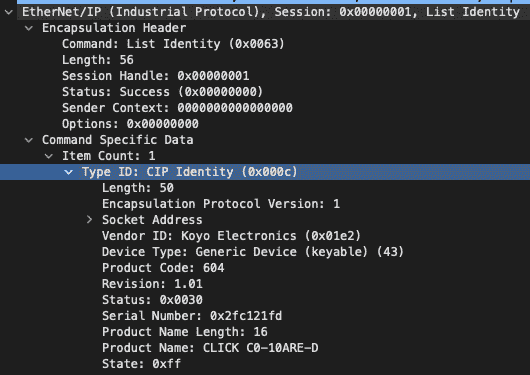 EtherNet/IP (Industrial Protocol), Session: 0x00000001, List Identity
Encapsulation Header
Command: List Identity (0x0063)
Length: 56
Session Handle: 0x00000001
Status: Success (0x00000000)
Sender Context: 0000000000000000
Options: 0x00000000
Command Specific Data
Item Count: 1
Type ID: CIP Identity (0x000c)
Length: 50
Encapsulation Protocol Version: 1
Socket Address
Vendor ID: Koyo Electronics (0x01e2)
Device Type: Generic Device (keyable) (43)
Product Code: 604
Revision: 1.01
Status: 0x0030
Serial Number: 0x2fc121fd
Product Name Length: 16
Product Name: CLICK C0-10ARE-D
State: 0xff